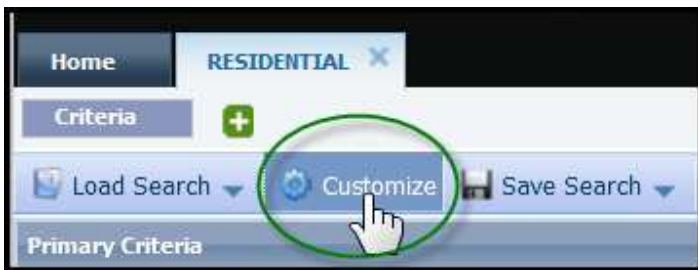 Home RESIDENTIAL
Criteria
Load Search Customize Save Search
Primary Criteria